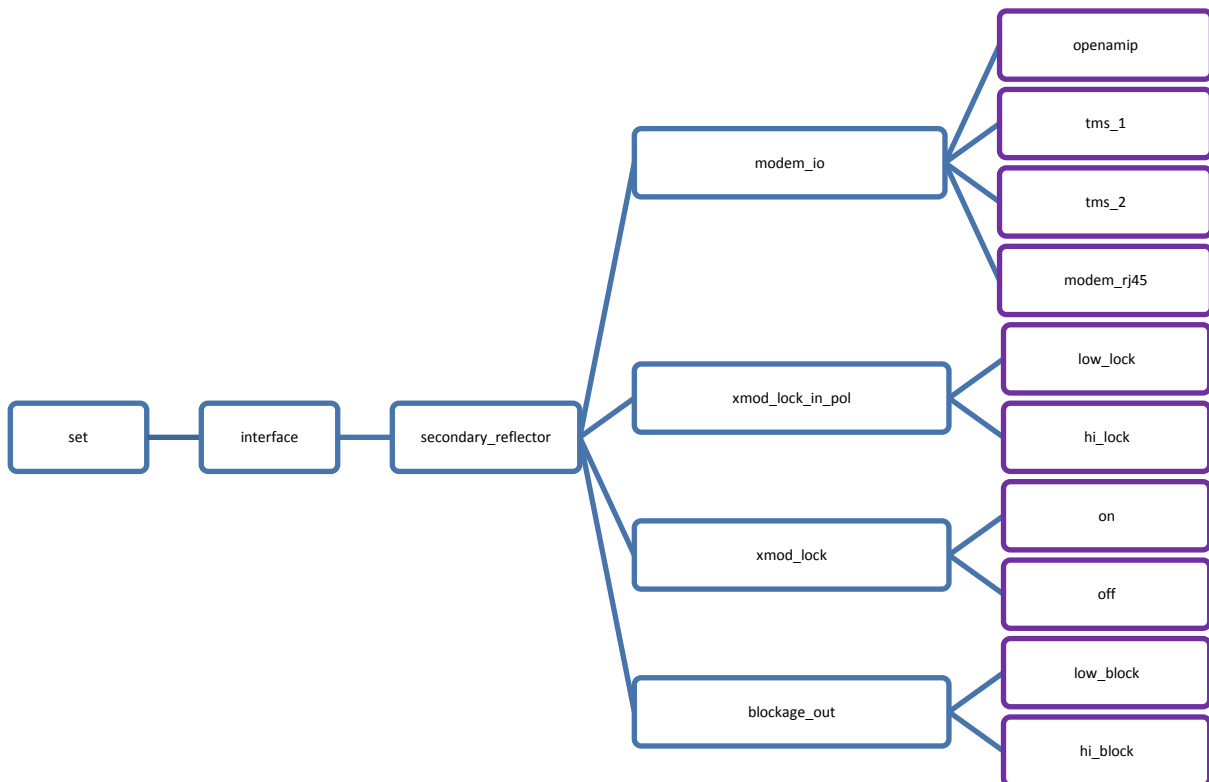 set
interface
secondary_reflector
modem_io
openamip
tms_1
tms_2
modem_rj45
xmod_lock_in_pol
low_lock
hi_lock
xmod_lock
on
off
blockage_out
low_block
hi_block